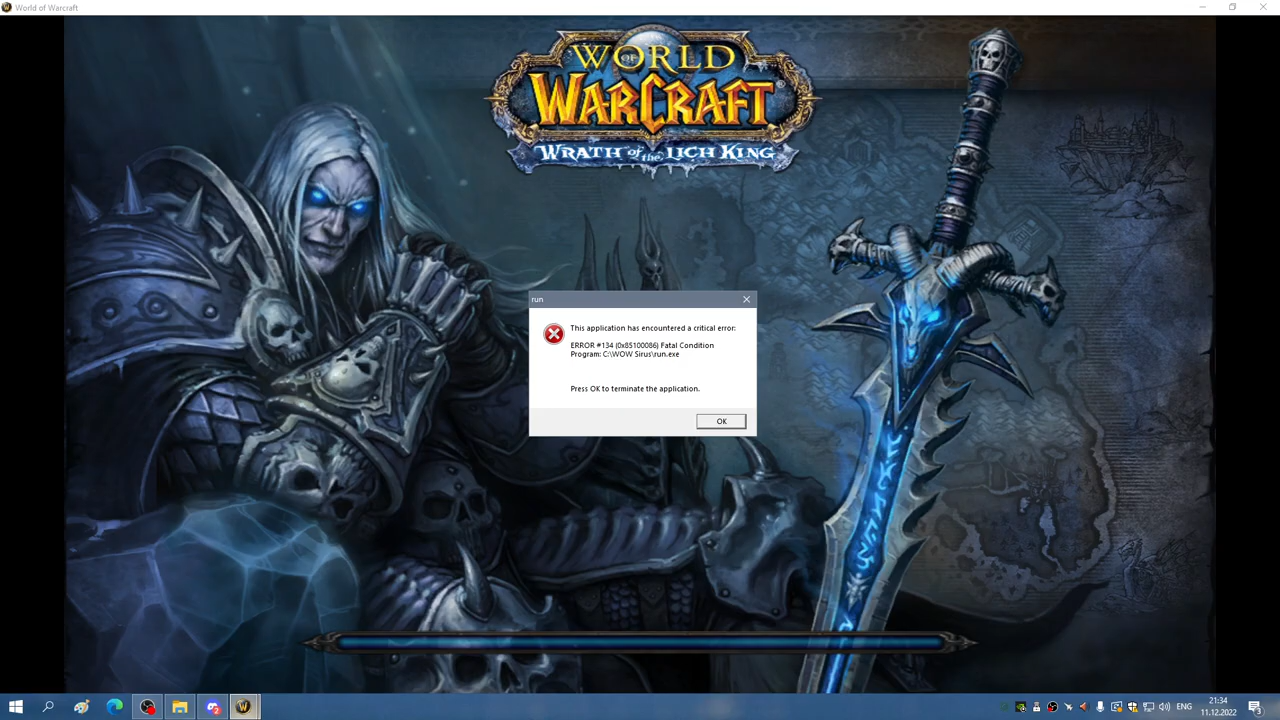 World of Warcraft
WORLD
OF
WARCRAFT®
WRATH of the LICH KING
run
This application has encountered a critical error:
ERROR #134 (0x85100086) Fatal Condition
Program: C:\WOW Sirus\run.exe
Press OK to terminate the application.
OK
ENG
21:34
11.12.2022